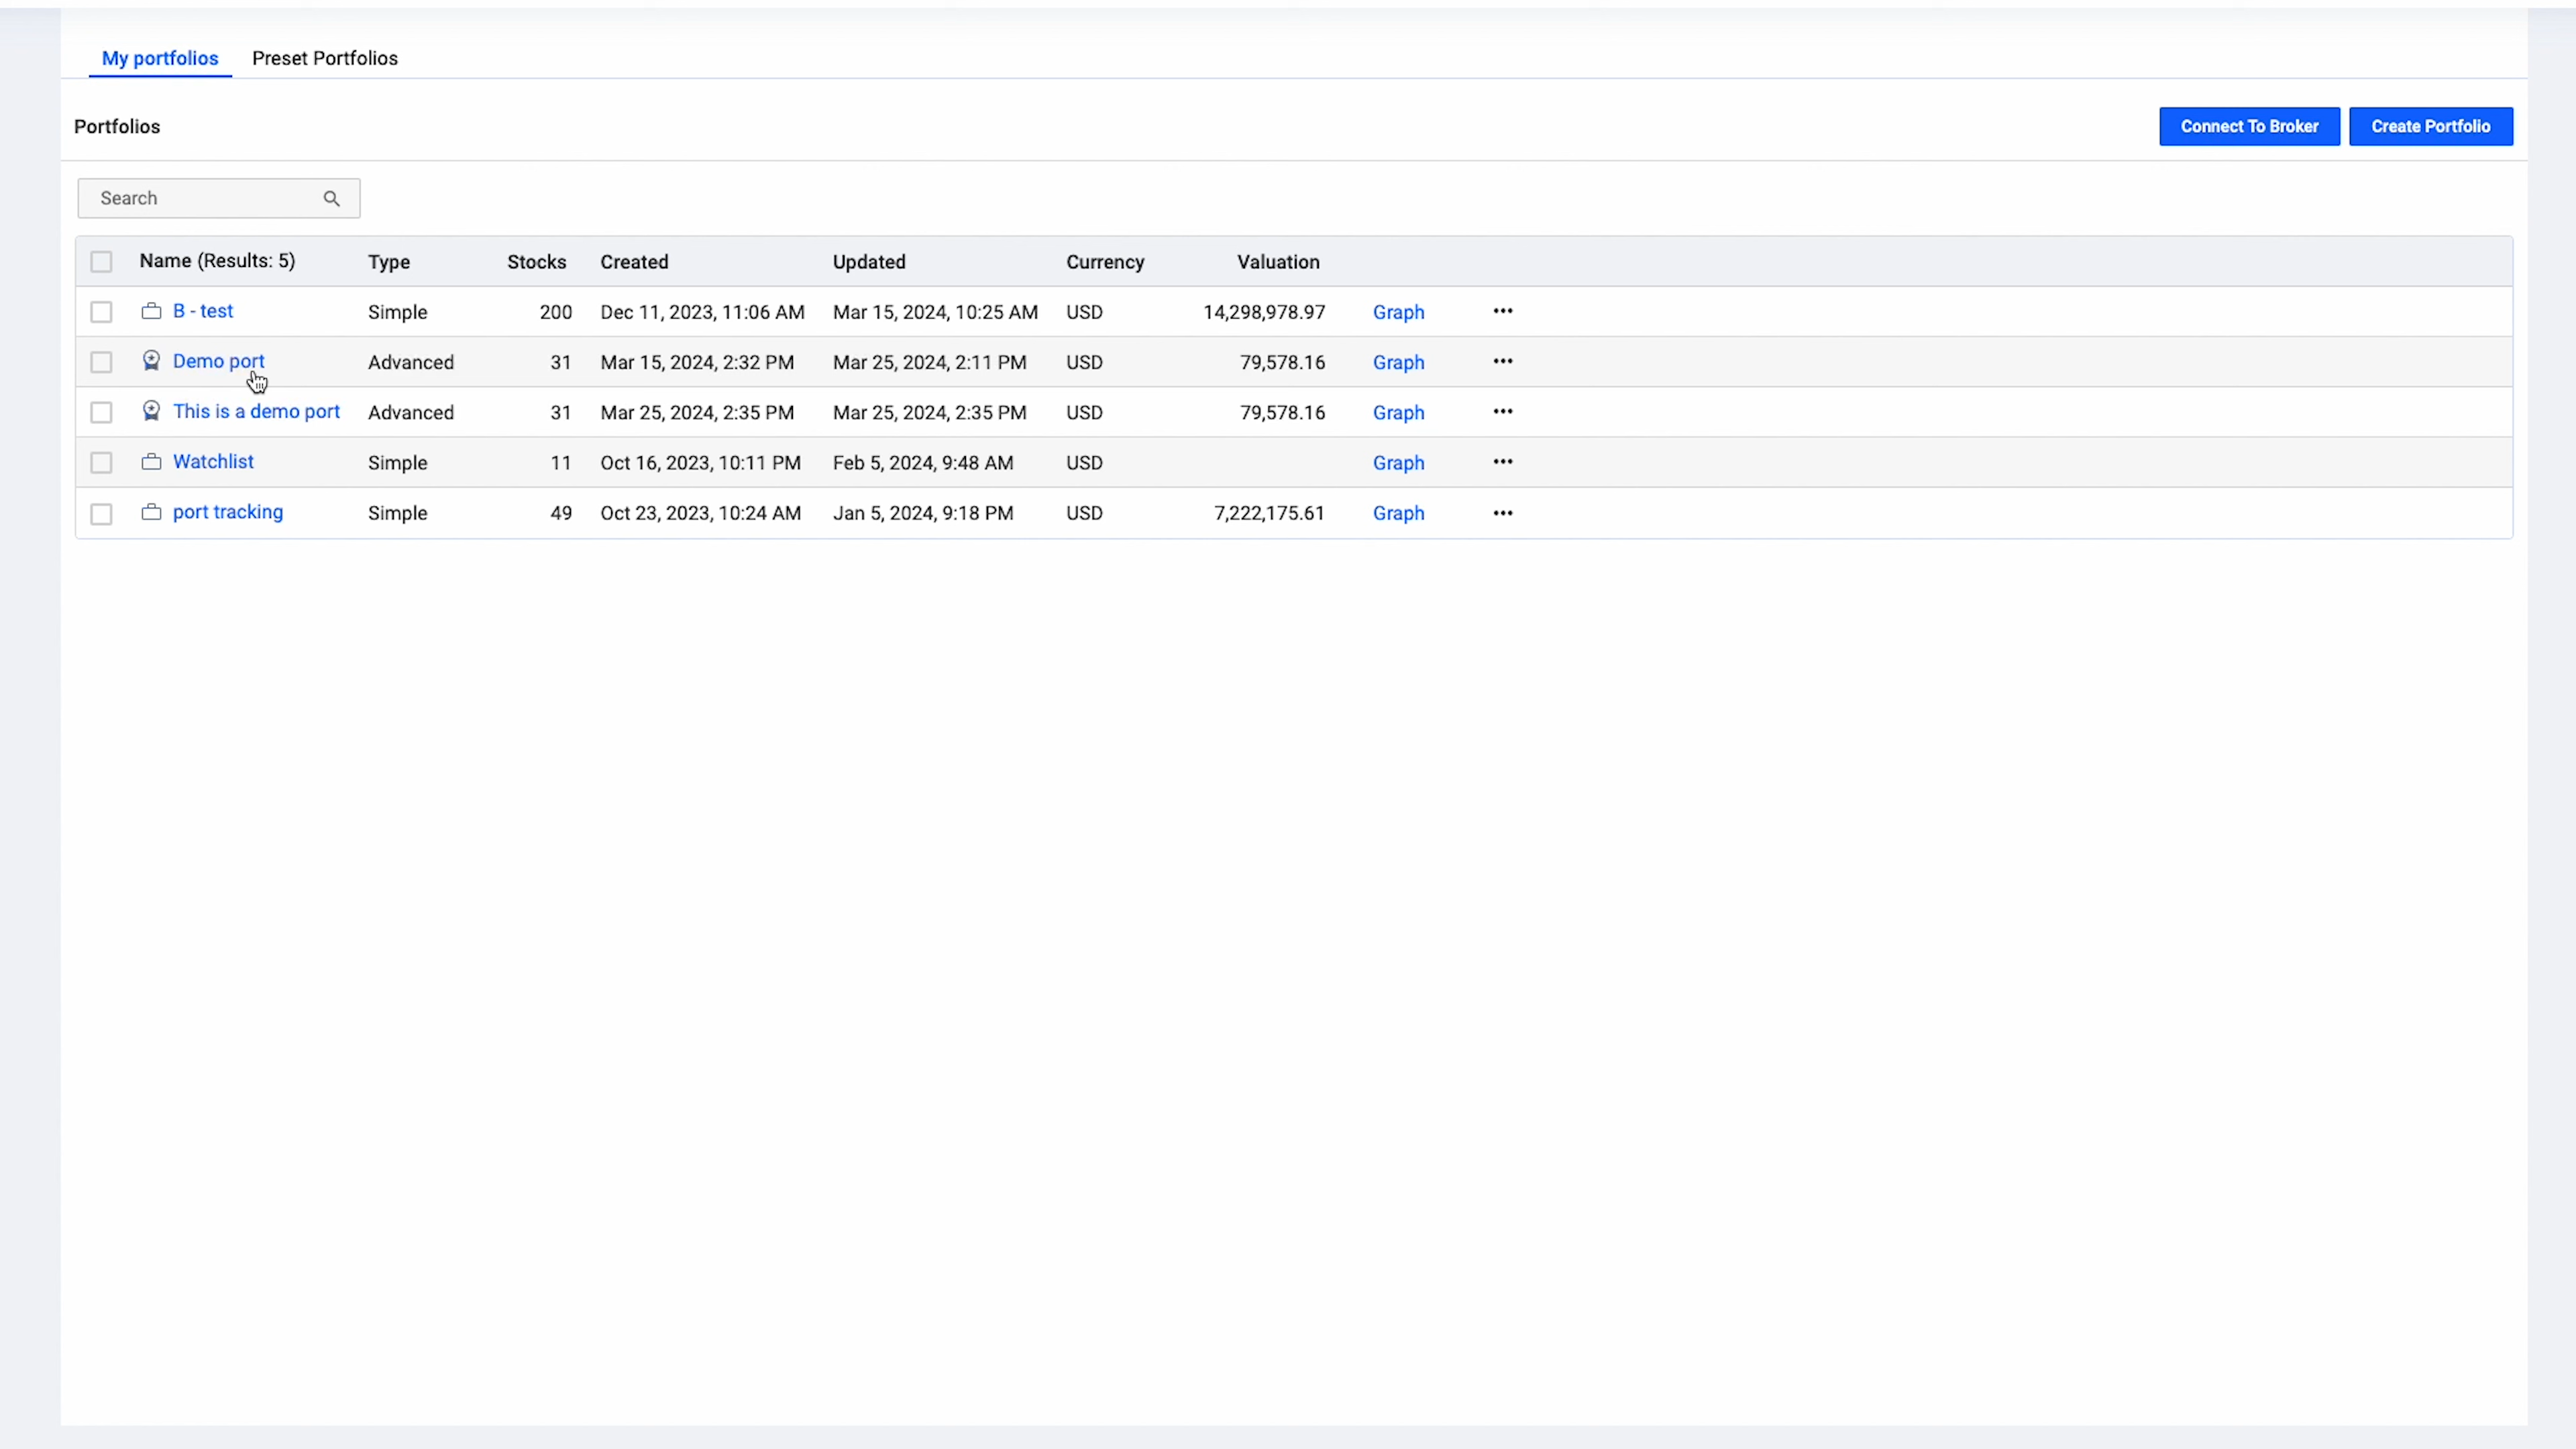 My portfolios Preset Portfolios
Portfolios Connect To Broker Create Portfolio
Search
Name (Results: 5) Type Stocks Created Updated Currency Valuation
B - test Simple 200 Dec 11, 2023, 11:06 AM Mar 15, 2024, 10:25 AM USD 14,298,978.97 Graph •••
Demo port Advanced 31 Mar 15, 2024, 2:32 PM Mar 25, 2024, 2:11 PM USD 79,578.16 Graph •••
This is a demo port Advanced 31 Mar 25, 2024, 2:35 PM Mar 25, 2024, 2:35 PM USD 79,578.16 Graph •••
Watchlist Simple 11 Oct 16, 2023, 10:11 PM Feb 5, 2024, 9:48 AM USD Graph •••
port tracking Simple 49 Oct 23, 2023, 10:24 AM Jan 5, 2024, 9:18 PM USD 7,222,175.61 Graph •••